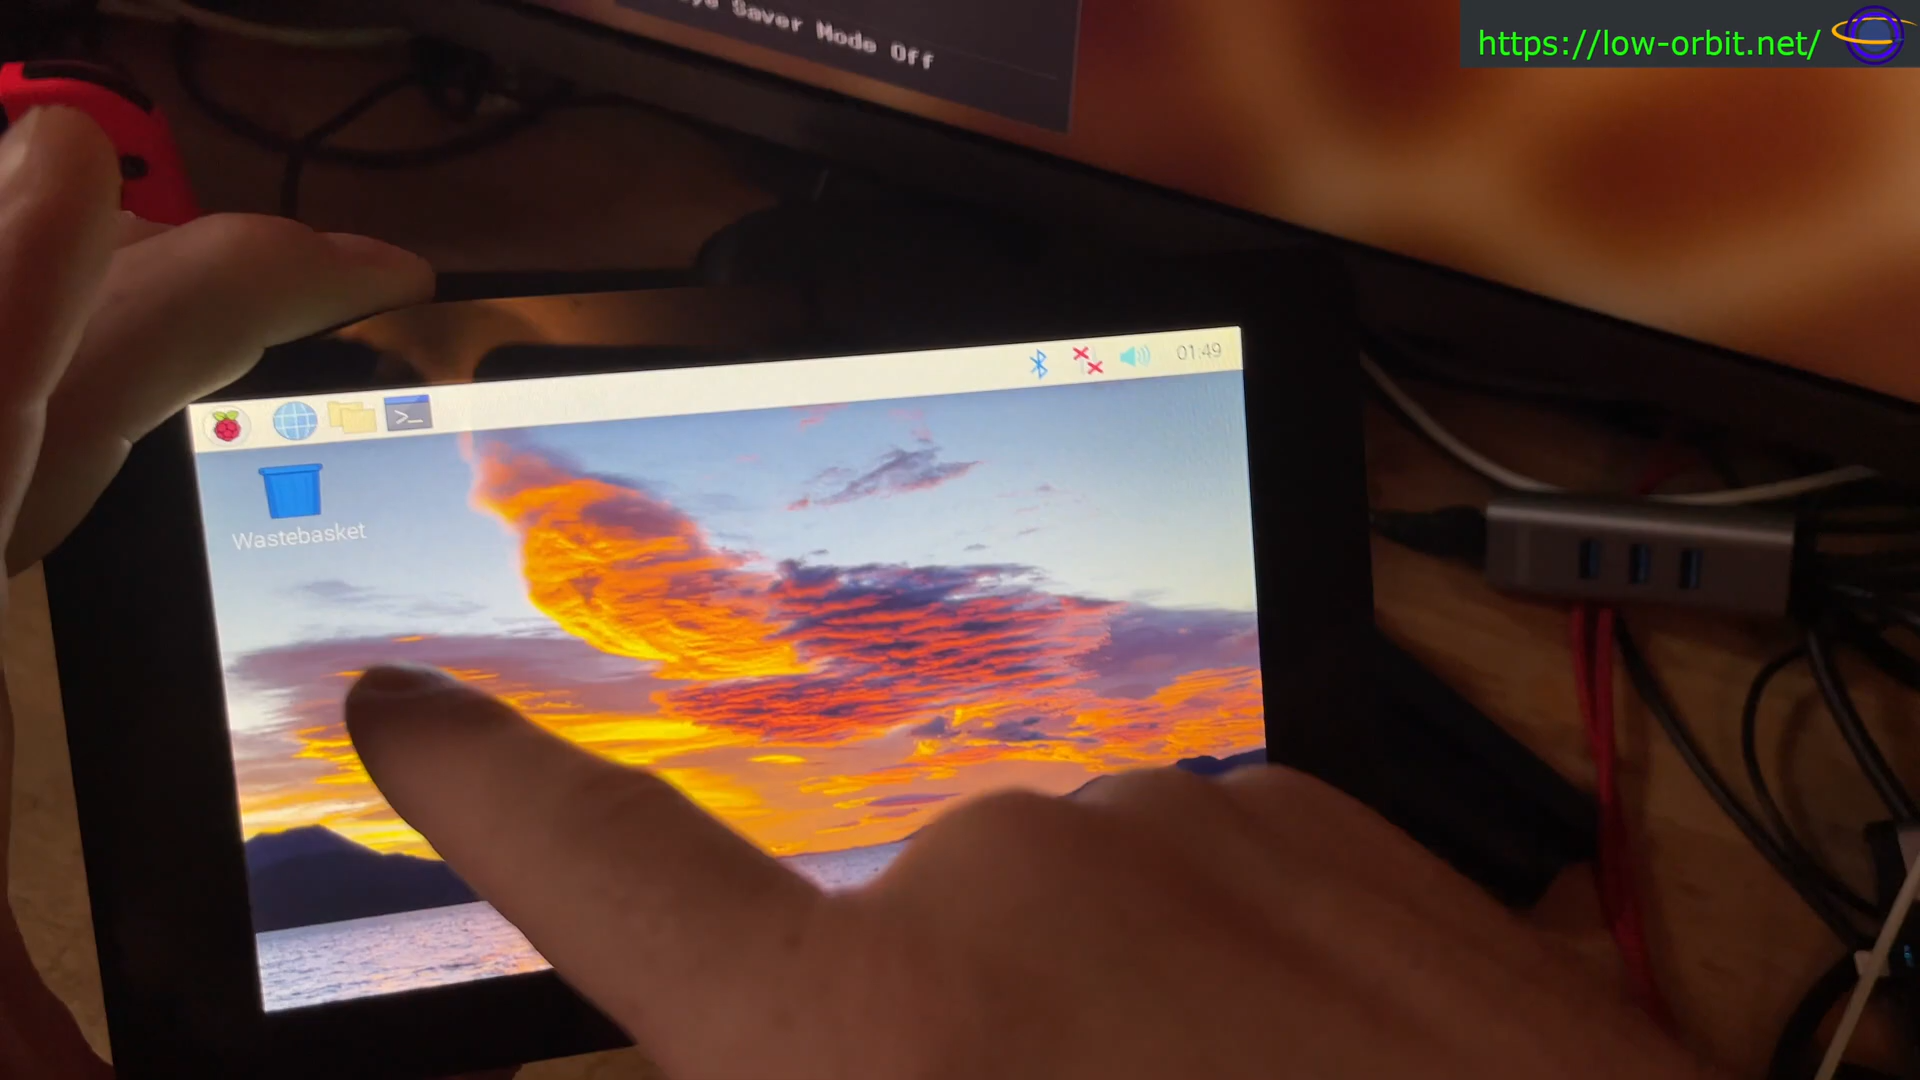 Saver Mode Off
https://low-orbit.net/
01:49
>_
Wastebasket